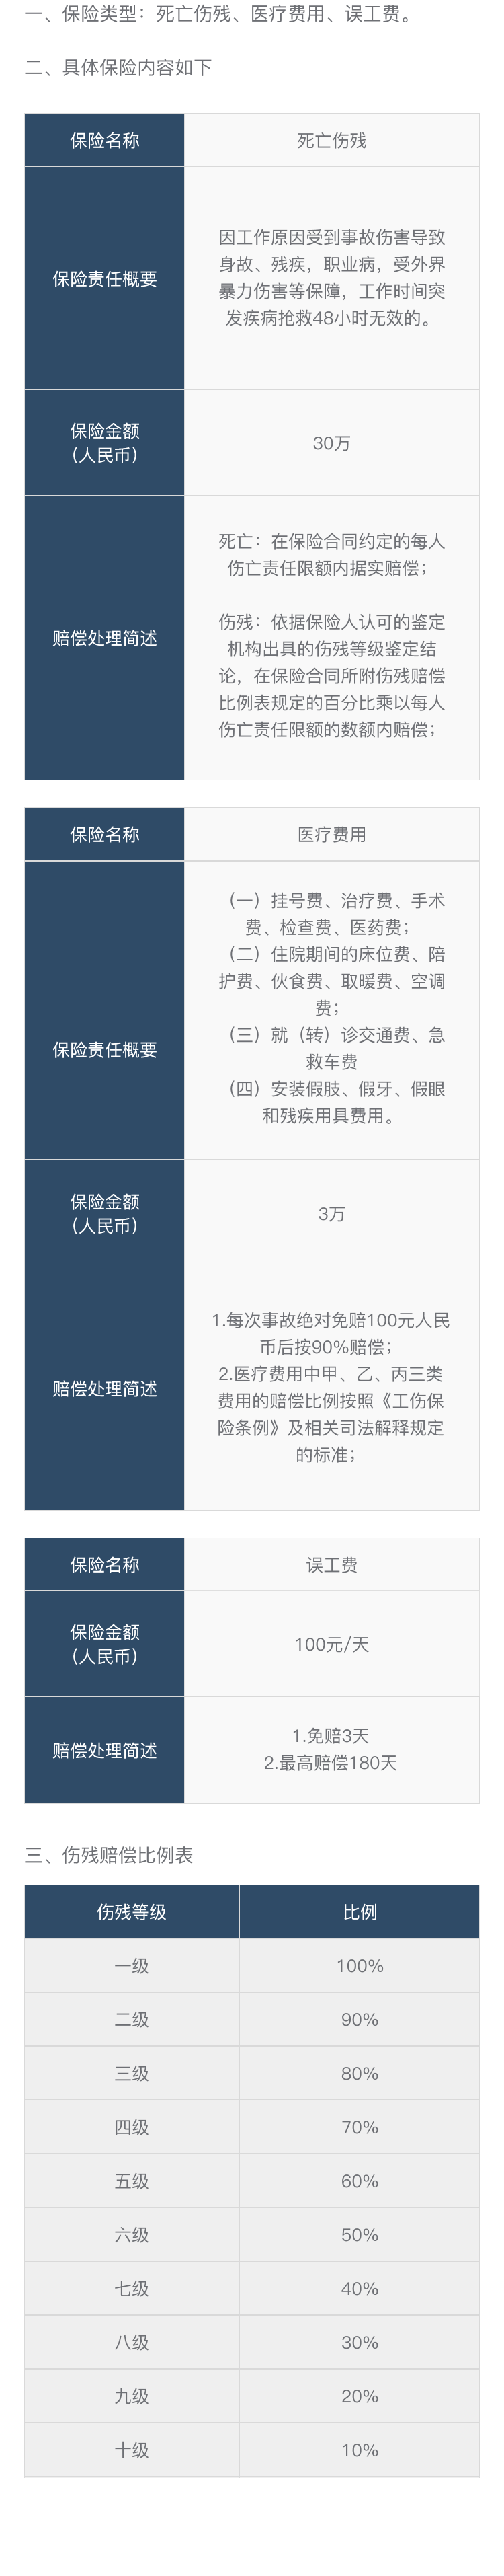 一、保险类型：死亡伤残、医疗费用、误工费。
二、具体保险内容如下
保险名称
死亡伤残
保险责任概要
因工作原因受到事故伤害导致
身故、残疾，职业病，受外界
暴力伤害等保障，工作时间突
发疾病抢救48小时无效的。
保险金额
(人民币)
30万
赔偿处理简述
死亡：在保险合同约定的每人
伤亡责任限额内据实赔偿；
伤残：依据保险人认可的鉴定
机构出具的伤残等级鉴定结
论，在保险合同所附伤残赔偿
比例表规定的百分比乘以每人
伤亡责任限额的数额内赔偿；
保险名称
医疗费用
保险责任概要
（一）挂号费、治疗费、手术
费、检查费、医药费；
（二）住院期间的床位费、陪
护费、伙食费、取暖费、空调
费；
（三）就（转）诊交通费、急
救车费
（四）安装假肢、假牙、假眼
和残疾用具费用。
保险金额
(人民币)
3万
赔偿处理简述
1.每次事故绝对免赔100元人民
币后按90%赔偿；
2.医疗费用中甲、乙、丙三类
费用的赔偿比例按照《工伤保
险条例》及相关司法解释规定
的标准；
保险名称
误工费
保险金额
(人民币)
100元/天
赔偿处理简述
1.免赔3天
2.最高赔偿180天
三、伤残赔偿比例表
伤残等级 比例
一级 100%
二级 90%
三级 80%
四级 70%
五级 60%
六级 50%
七级 40%
八级 30%
九级 20%
十级 10%